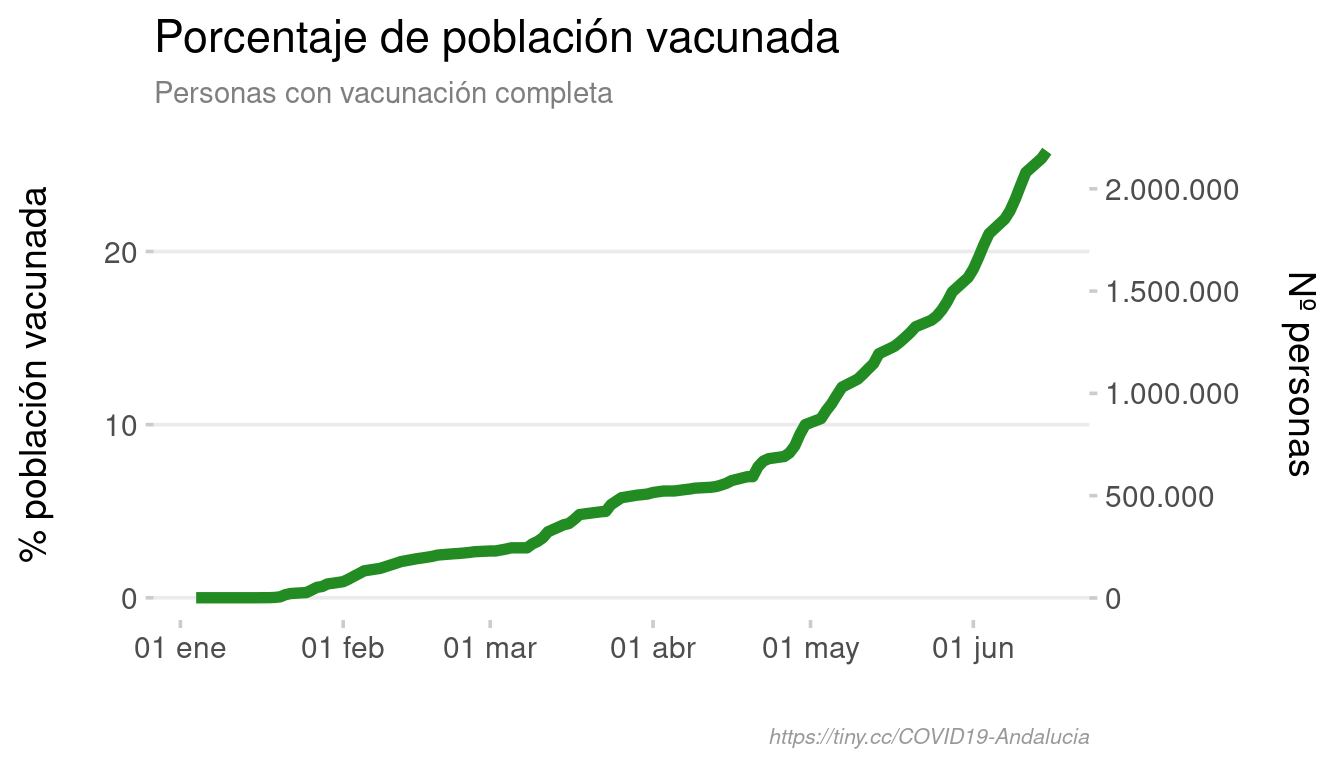 Porcentaje de población vacunada
Personas con vacunación completa
% población vacunada
20
10
0
2.000.000
1.500.000
1.000.000
500.000
0
Nº personas
01 ene
01 feb
01 mar
01 abr
01 may
01 jun
https://tiny.cc/COVID19-Andalucia